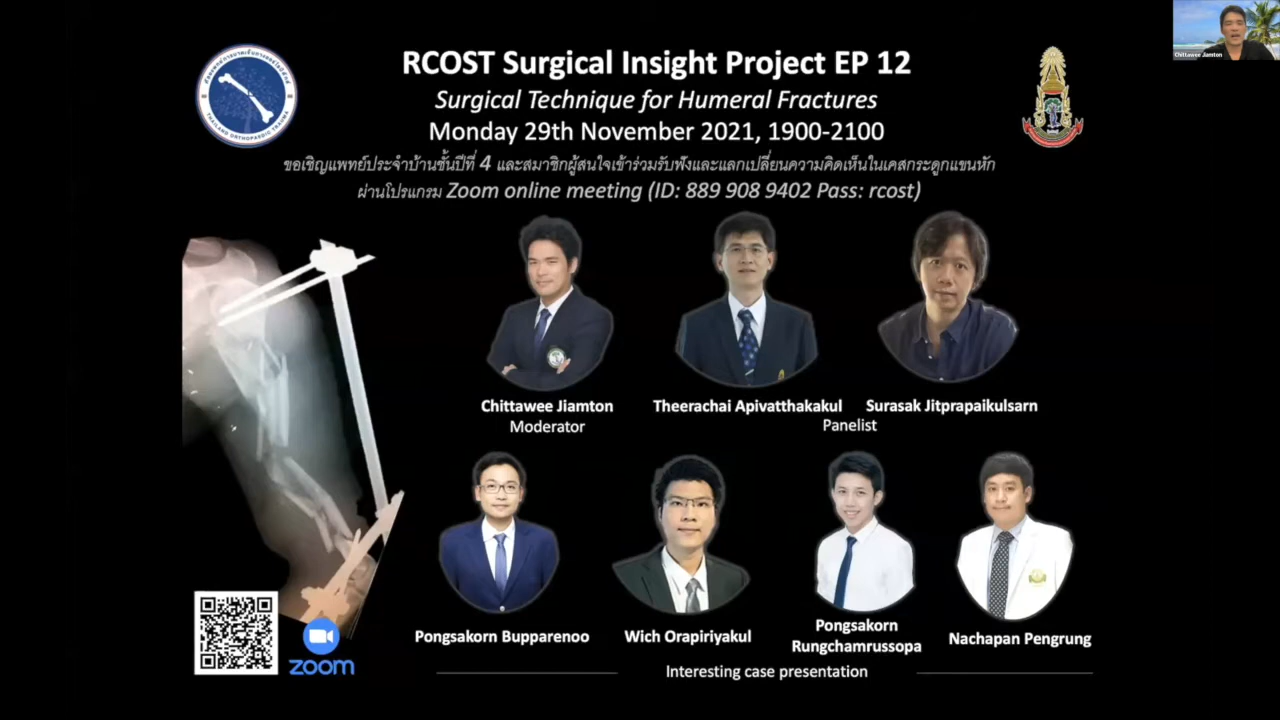 Chittawee Jiamton
RCOST Surgical Insight Project EP 12
Surgical Technique for Humeral Fractures
Monday 29th November 2021, 1900-2100
ขอเชิญแพทย์ประจำบ้านชั้นปีที่ 4 และสมาชิกผู้สนใจเข้าร่วมรับฟังและแลกเปลี่ยนความคิดเห็นในเคสกระดูกแขนหัก
ผ่านโปรแกรม Zoom online meeting (ID: 889 908 9402 Pass: rcost)
THAILAND ORTHOPAEDIC TRAUMA
Chittawee Jiamton
Moderator
Theerachai Apivatthakakul
Surasak Jitprapaikulsarn
Panelist
Pongsakorn Bupparenoo
Wich Orapiriyakul
Pongsakorn
Rungchamrussopa
Nachapan Pengrung
Interesting case presentation
zoom